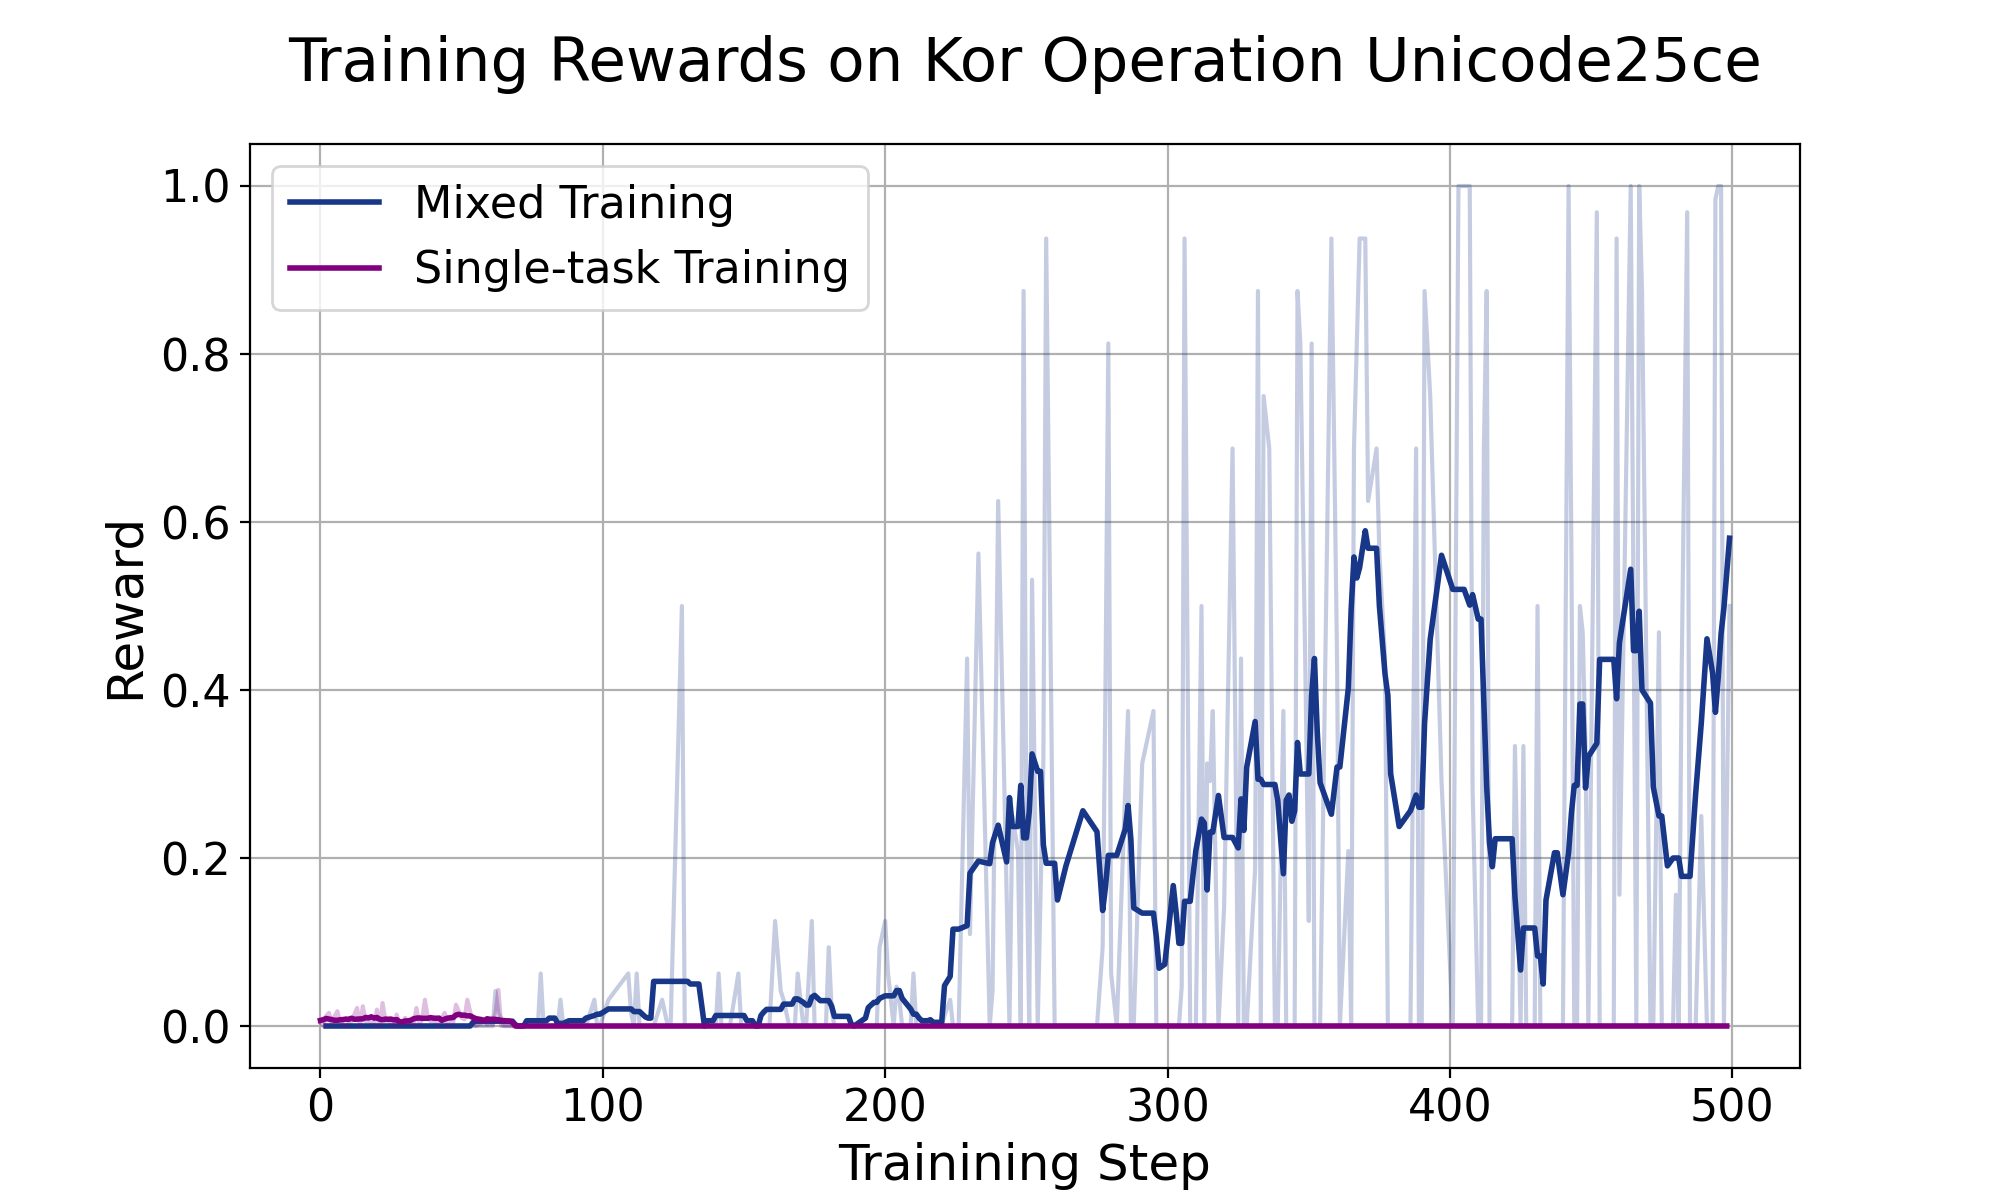 Training Rewards on Kor Operation Unicode25ce
Mixed Training
Single-task Training
1.0
0.8
0.6
0.4
0.2
0.0
Reward
0 100 200 300 400 500
Trainining Step